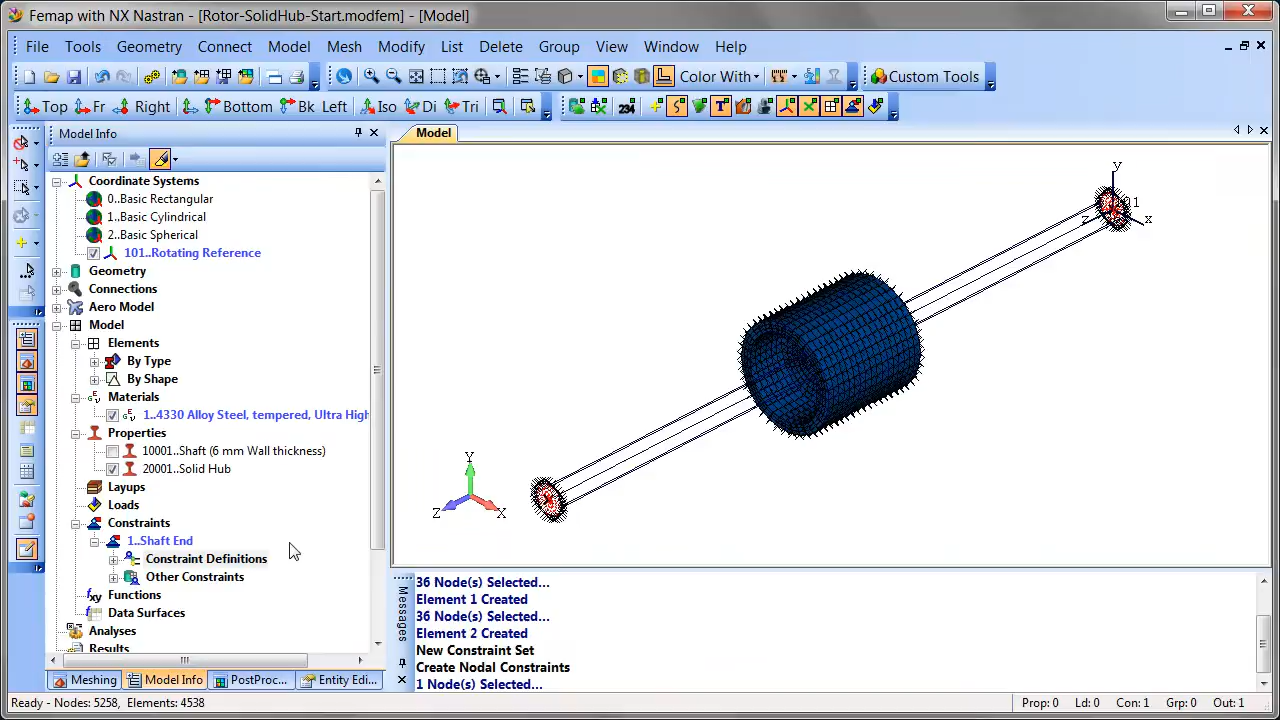 Femap with NX Nastran - [Rotor-SolidHub-Start.modfem] - [Model]
File Tools Geometry Connect Model Mesh Modify List Delete Group View Window Help
Color With Custom Tools
Top Fr Right Bottom Bk Left Iso Di Tri 234
Model Info
Model
Coordinate Systems
0..Basic Rectangular
1..Basic Cylindrical
2..Basic Spherical
101..Rotating Reference
Geometry
Connections
Aero Model
Model
Elements
By Type
By Shape
Materials
1..4330 Alloy Steel, tempered, Ultra High
Properties
10001..Shaft (6 mm Wall thickness)
20001..Solid Hub
Layups
Loads
Constraints
1..Shaft End
Constraint Definitions
Other Constraints
Functions
Data Surfaces
Analyses
Results
Y
Z X
y
z x
Messages
36 Node(s) Selected...
Element 1 Created
36 Node(s) Selected...
Element 2 Created
New Constraint Set
Create Nodal Constraints
1 Node(s) Selected...
Meshing Model Info PostProc... Entity Edi...
Ready - Nodes: 5258, Elements: 4538 Prop: 0 Ld: 0 Con: 1 Grp: 0 Out: 1